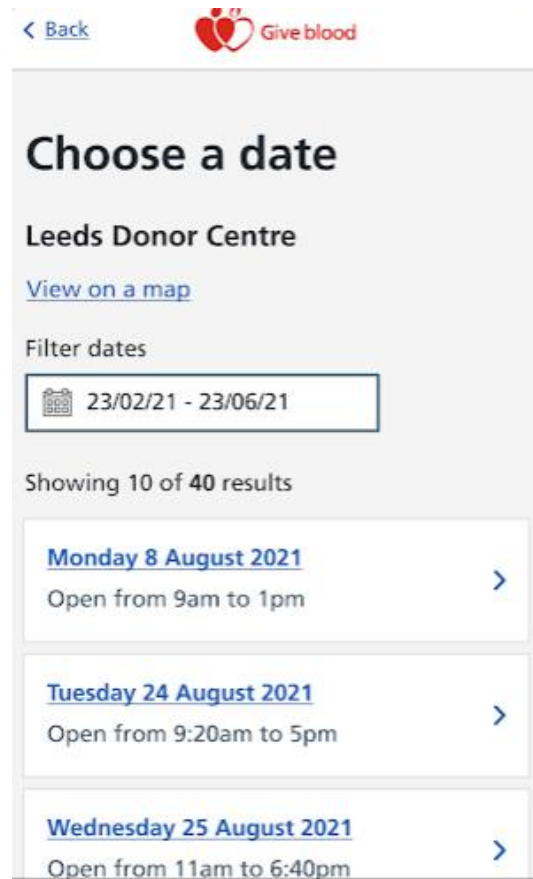 Back
Give blood
Choose a date
Leeds Donor Centre
View on a map
Filter dates
23/02/21 - 23/06/21
Showing 10 of 40 results
Monday 8 August 2021
Open from 9am to 1pm
Tuesday 24 August 2021
Open from 9:20am to 5pm
Wednesday 25 August 2021
Open from 11am to 6:40pm